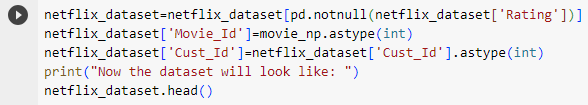 netflix_dataset=netflix_dataset[pd.notnull(netflix_dataset['Rating'])]
netflix_dataset['Movie_Id']=movie_np.astype(int)
netflix_dataset['Cust_Id']=netflix_dataset['Cust_Id'].astype(int)
print("Now the dataset will look like: ")
netflix_dataset.head()